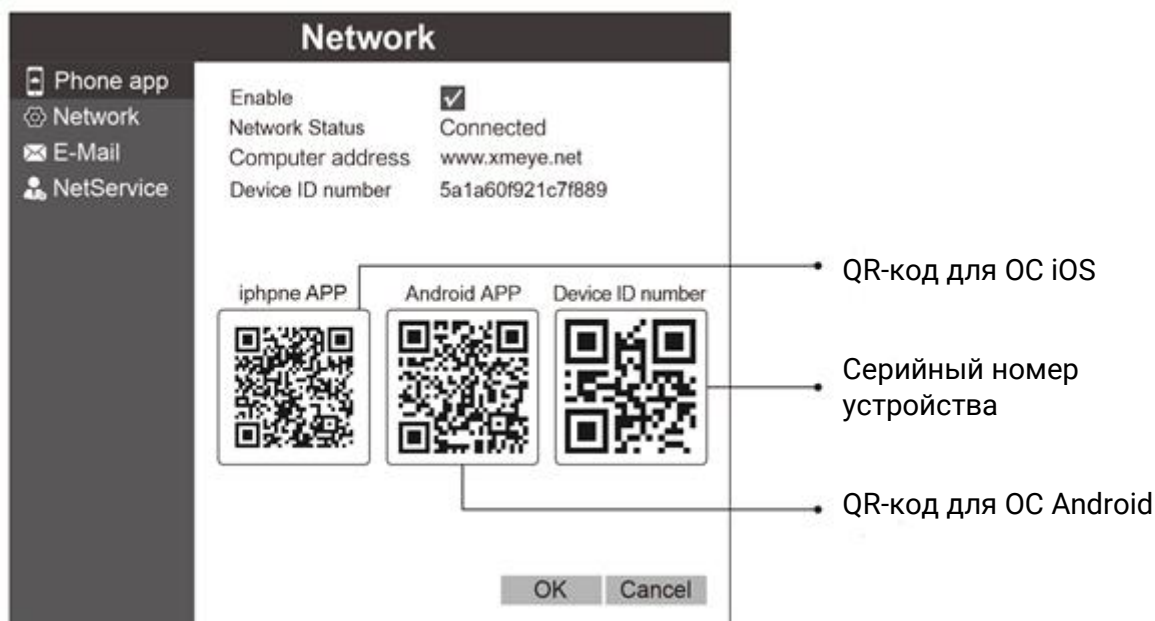 Network
Phone app
Network
E-Mail
NetService
Enable
Network Status Connected
Computer address www.xmeye.net
Device ID number 5a1a60f921c7f889
iphpne APP Android APP Device ID number
QR-код для ОС iOS
Серийный номер
устройства
QR-код для ОС Android
OK Cancel